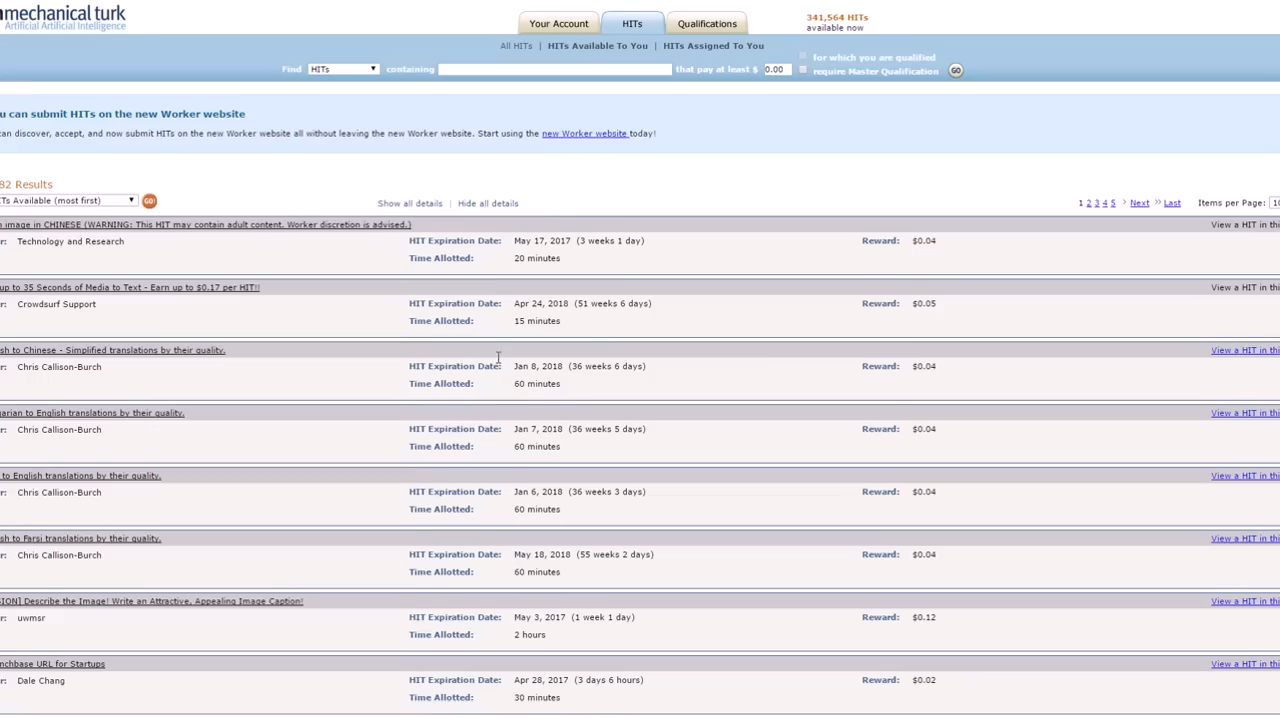 mechanical turk
Artificial Artificial Intelligence
Your Account
HITs
Qualifications
341,564 HITs
available now
All HITs | HITs Available To You | HITs Assigned To You
Find HITs containing that pay at least $ 0.00
for which you are qualified
require Master Qualification
GO
u can submit HITs on the new Worker website
can discover, accept, and now submit HITs on the new Worker website all without leaving the new Worker website. Start using the new Worker website today!
82 Results
ITs Available (most first) GO! Show all details | Hide all details 1 2 3 4 5 › Next ›› Last Items per Page: 10
n image in CHINESE (WARNING: This HIT may contain adult content. Worker discretion is advised.) View a HIT in thi
r: Technology and Research HIT Expiration Date: May 17, 2017 (3 weeks 1 day) Reward: $0.04
Time Allotted: 20 minutes
up to 35 Seconds of Media to Text - Earn up to $0.17 per HIT!! View a HIT in thi
r: Crowdsurf Support HIT Expiration Date: Apr 24, 2018 (51 weeks 6 days) Reward: $0.05
Time Allotted: 15 minutes
sh to Chinese - Simplified translations by their quality. View a HIT in thi
r: Chris Callison-Burch HIT Expiration Date: Jan 8, 2018 (36 weeks 6 days) Reward: $0.04
Time Allotted: 60 minutes
garian to English translations by their quality. View a HIT in thi
r: Chris Callison-Burch HIT Expiration Date: Jan 7, 2018 (36 weeks 5 days) Reward: $0.04
Time Allotted: 60 minutes
to English translations by their quality. View a HIT in thi
r: Chris Callison-Burch HIT Expiration Date: Jan 6, 2018 (36 weeks 3 days) Reward: $0.04
Time Allotted: 60 minutes
sh to Farsi translations by their quality. View a HIT in thi
r: Chris Callison-Burch HIT Expiration Date: May 18, 2018 (55 weeks 2 days) Reward: $0.04
Time Allotted: 60 minutes
SION] Describe the Image! Write an Attractive, Appealing Image Caption! View a HIT in thi
r: uwmsr HIT Expiration Date: May 3, 2017 (1 week 1 day) Reward: $0.12
Time Allotted: 2 hours
nchbase URL for Startups View a HIT in thi
r: Dale Chang HIT Expiration Date: Apr 28, 2017 (3 days 6 hours) Reward: $0.02
Time Allotted: 30 minutes